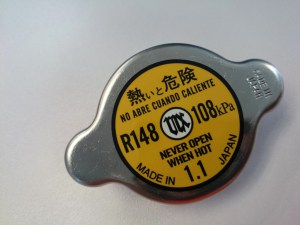 熱いと危険
NO ABRE CUANDO CALIENTE
R148
108kPa
NEVER OPEN
WHEN HOT
MADE IN
1.1
JAPAN